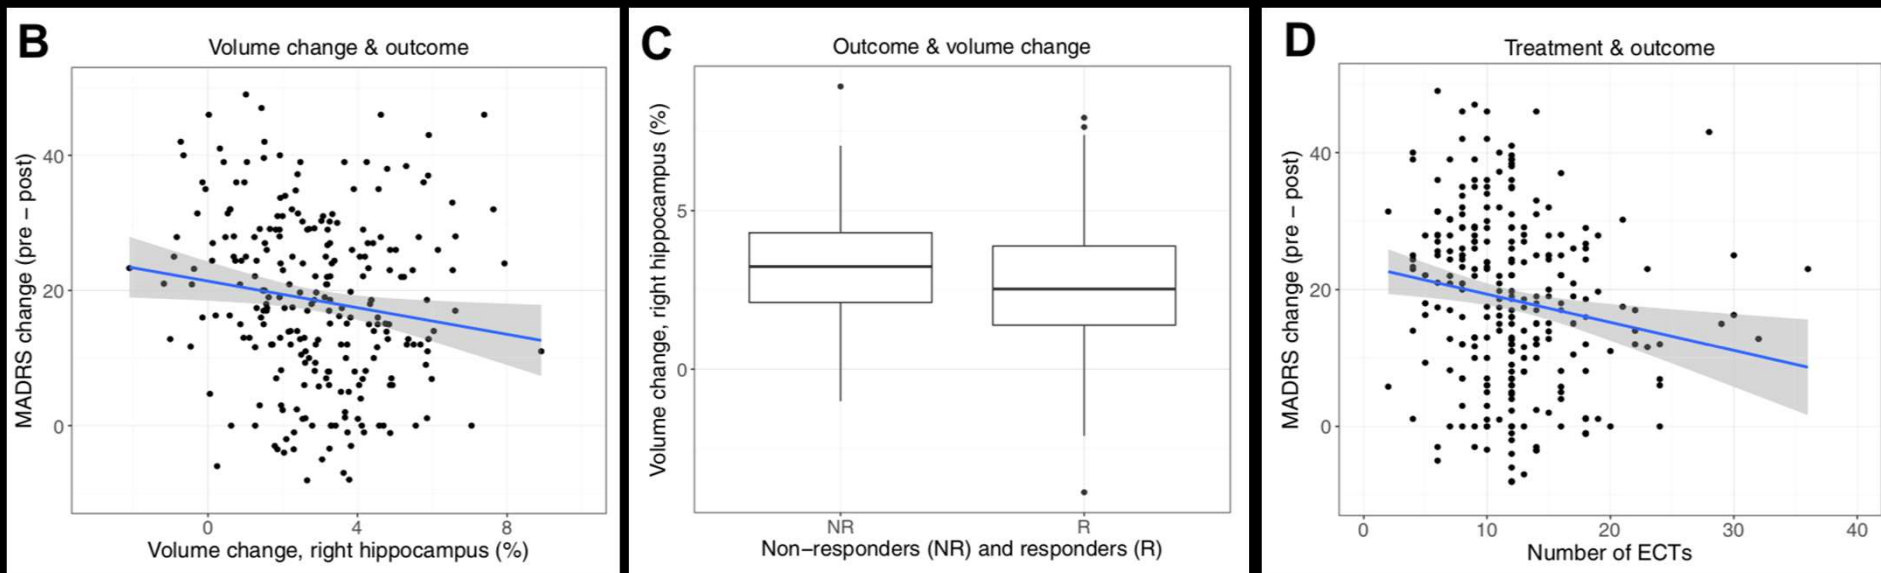 B
Volume change & outcome
MADRS change (pre − post)
40
20
0
0 4 8
Volume change, right hippocampus (%)
C
Outcome & volume change
Volume change, right hippocampus (%)
5
0
NR R
Non−responders (NR) and responders (R)
D
Treatment & outcome
MADRS change (pre − post)
40
20
0
0 10 20 30 40
Number of ECTs